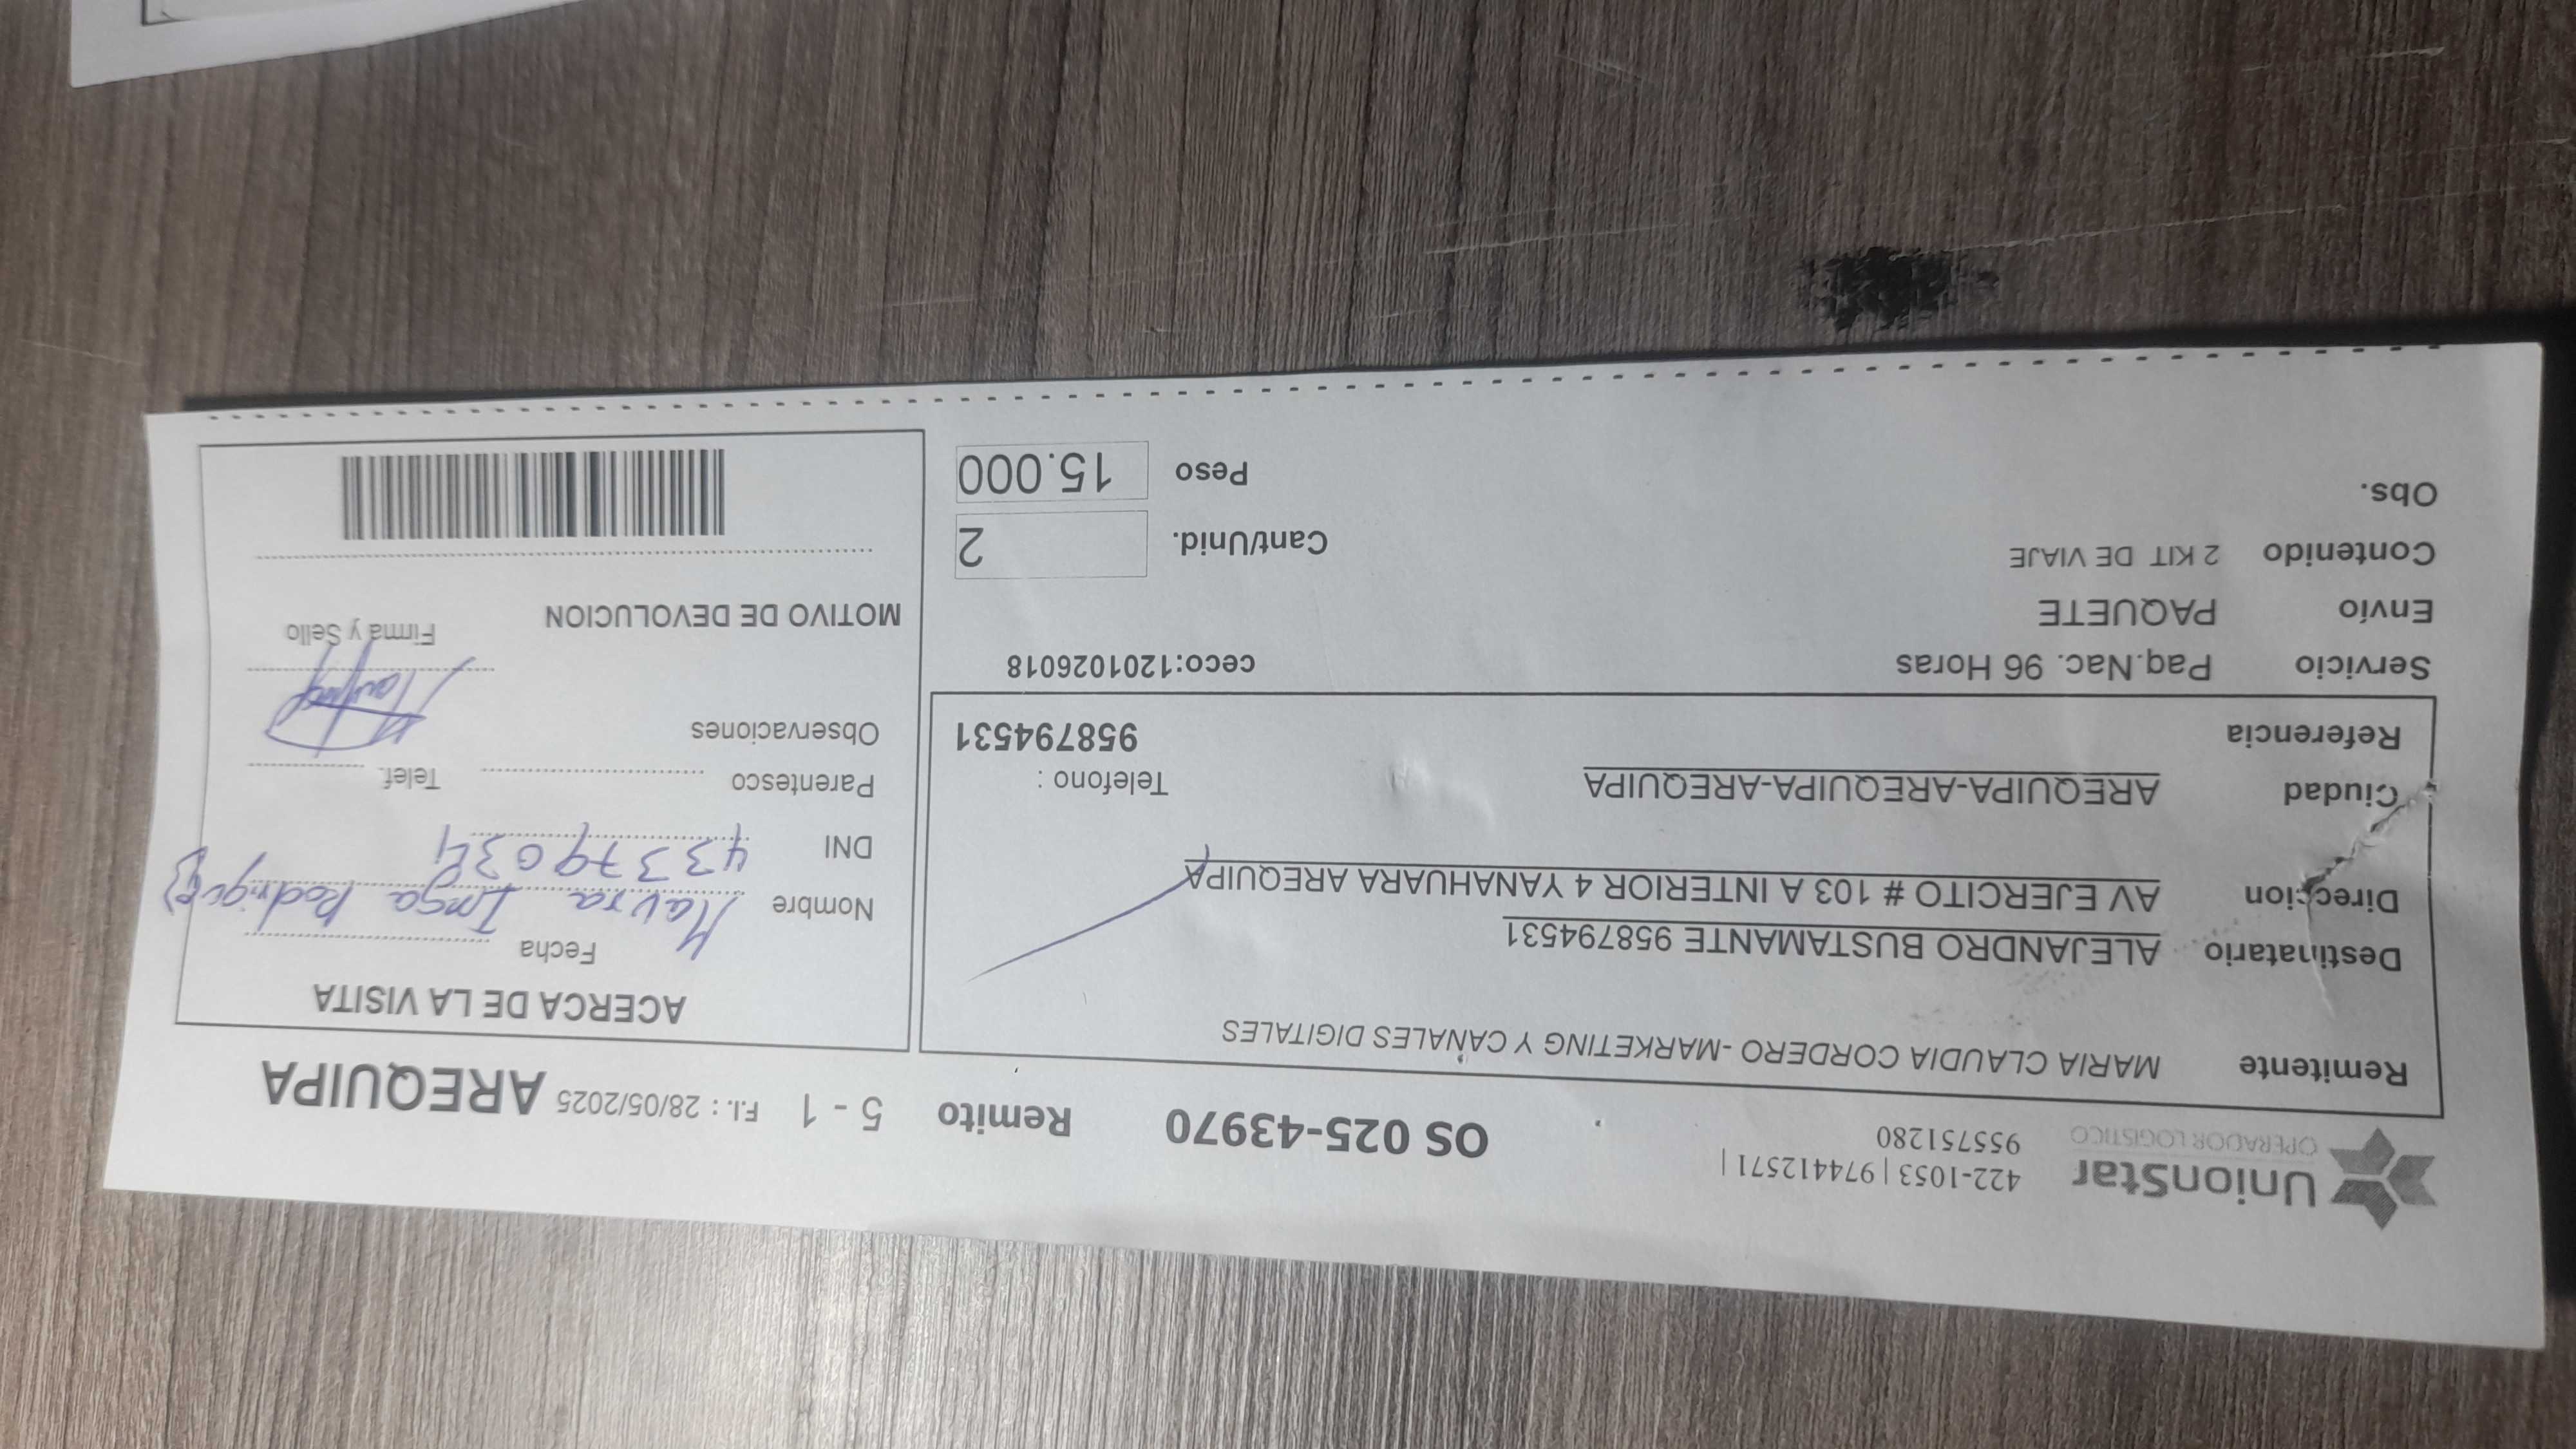 UnionStar
OPERADOR LOGISTICO
422-1053 | 974412571 |
955751280
OS 025-43970
Remito 5 - 1 F.I. : 28/05/2025 AREQUIPA
Remitente MARIA CLAUDIA CORDERO -MARKETING Y CANALES DIGITALES
Destinatario ALEJANDRO BUSTAMANTE 958794531
Direccion AV EJERCITO # 103 A INTERIOR 4 YANAHUARA AREQUIPA
Ciudad AREQUIPA-AREQUIPA-AREQUIPA
Telefono :
Referencia 958794531
Servicio Paq.Nac. 96 Horas ceco:1201026018
Envío PAQUETE
Contenido 2 KIT DE VIAJE
Cant/Unid. 2
Obs.
Peso 15.000
ACERCA DE LA VISITA
Fecha
Nombre Mayra Inga Rodriguez
DNI 43379034
Parentesco Telef.
Observaciones
Firma y Sello
MOTIVO DE DEVOLUCION